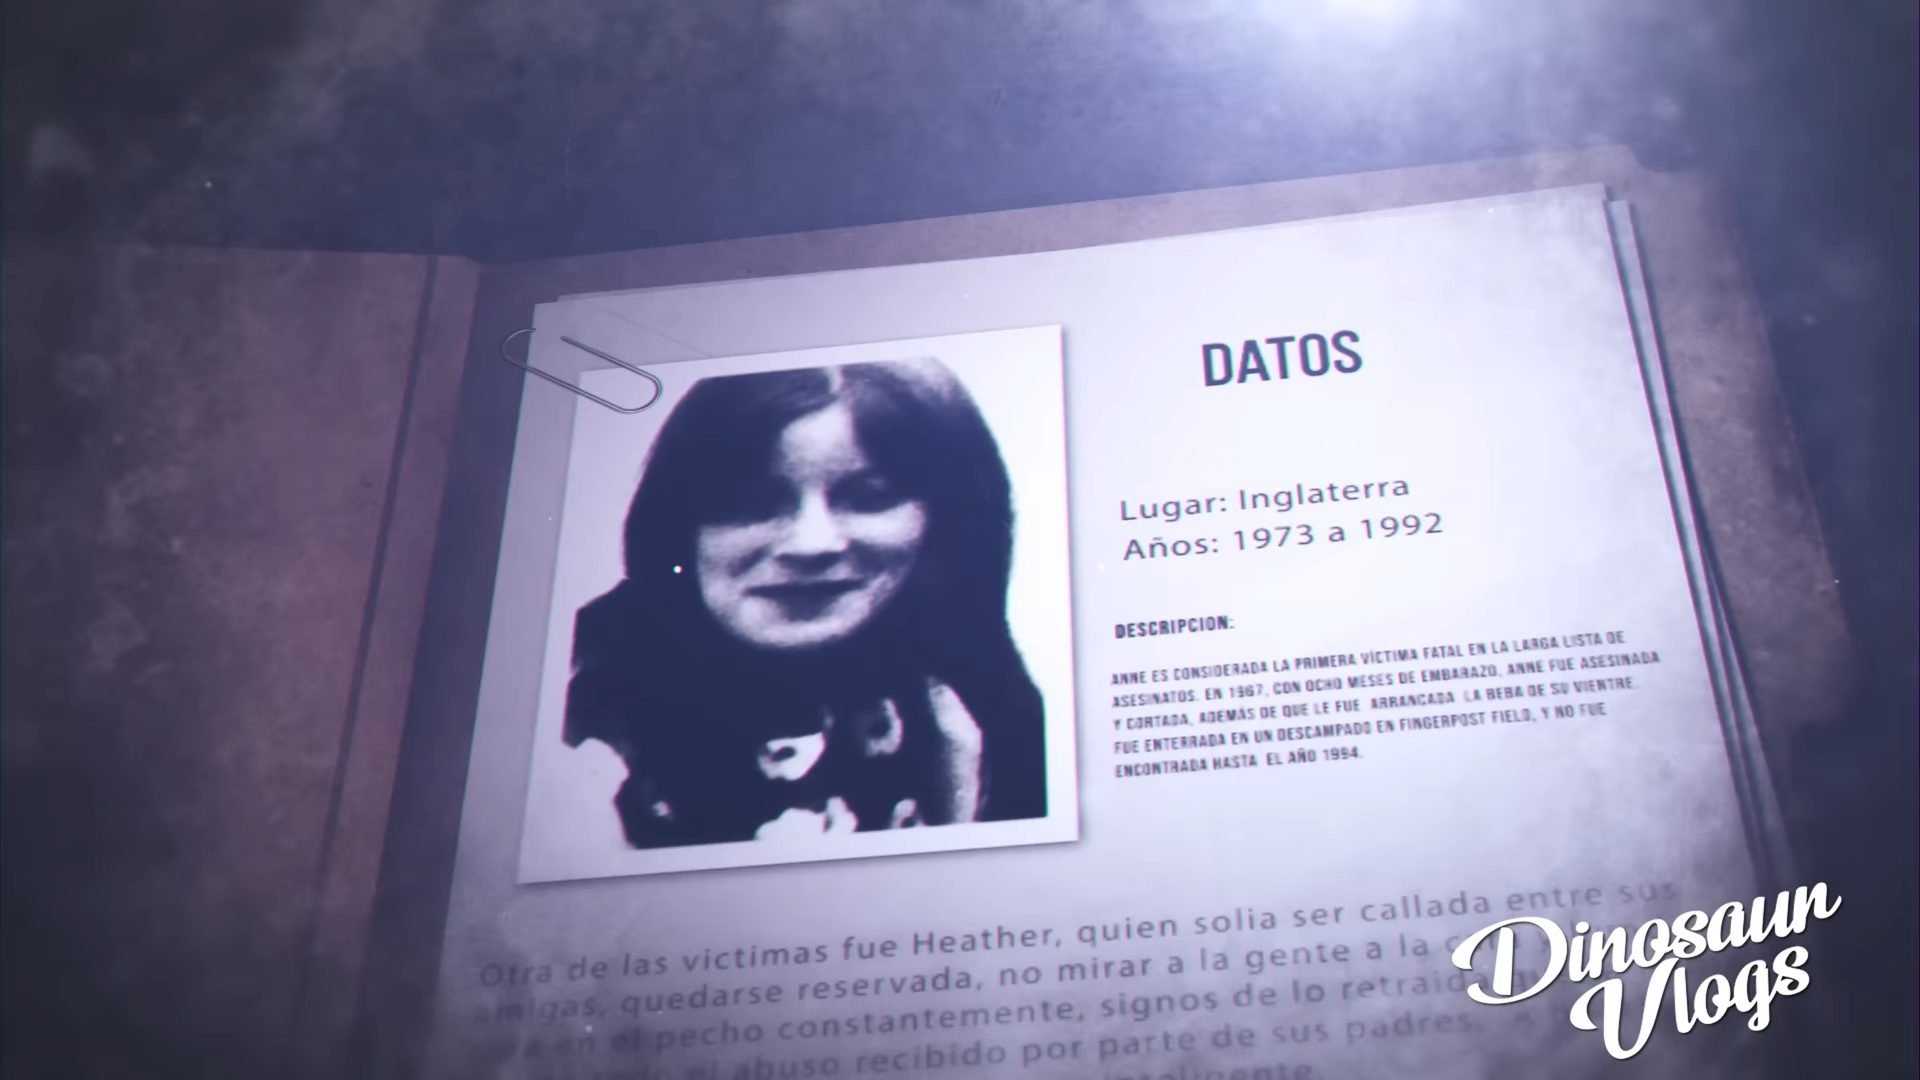 DATOS
Lugar: Inglaterra
Años: 1973 a 1992
DESCRIPCION:
ANNE ES CONSIDERADA LA PRIMERA VÍCTIMA FATAL EN LA LARGA LISTA DE
ASESINATOS. EN 1967, CON OCHO MESES DE EMBARAZO, ANNE FUE ASESINADA
Y CORTADA, ADEMÁS DE QUE LE FUE ARRANCADA LA BEBA DE SU VIENTRE.
FUE ENTERRADA EN UN DESCAMPADO EN FINGERPOST FIELD, Y NO FUE
ENCONTRADA HASTA EL AÑO 1994.
Otra de las victimas fue Heather, quien solia ser callada entre sus
amigas, quedarse reservada, no mirar a la gente a la
en el pecho constantemente, signos de lo
el abuso recibido por parte de sus padres.
inteligente.
Dinosaur
Vlogs